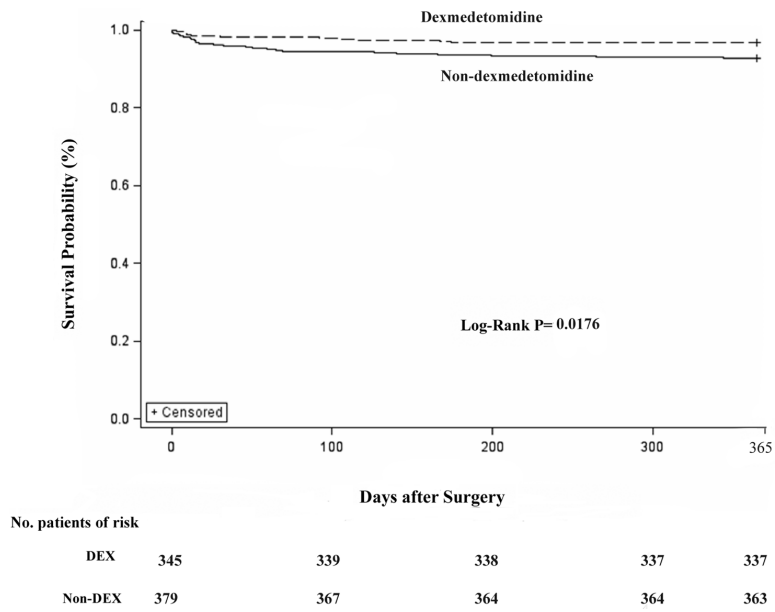 Dexmedetomidine
Non-dexmedetomidine
Survival Probability (%)
1.0
0.8
0.6
0.4
0.2
0.0
Log-Rank P= 0.0176
+ Censored
0 100 200 300 365
Days after Surgery
No. patients of risk
DEX 345 339 338 337 337
Non-DEX 379 367 364 364 363